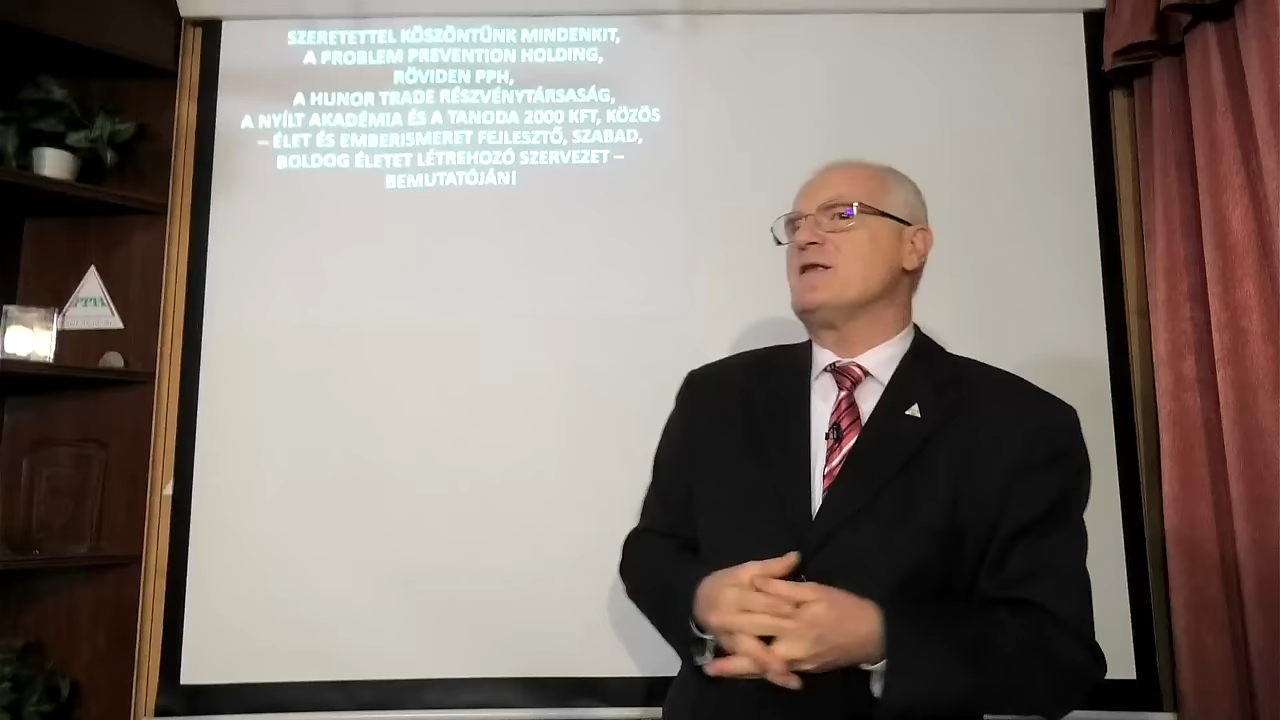 SZERETETTEL KÖSZÖNTÜNK MINDENKIT,
A PROBLEM PREVENTION HOLDING,
RÖVIDEN PPH,
A HUNOR TRADE RÉSZVÉNYTÁRSASÁG,
A NYÍLT AKADÉMIA ÉS A TANODA 2000 KFT, KÖZÖS
– ÉLET ÉS EMBERISMERET FEJLESZTŐ, SZABAD,
BOLDOG ÉLETET LÉTREHOZÓ SZERVEZET –
BEMUTATÓJÁN!
PPH